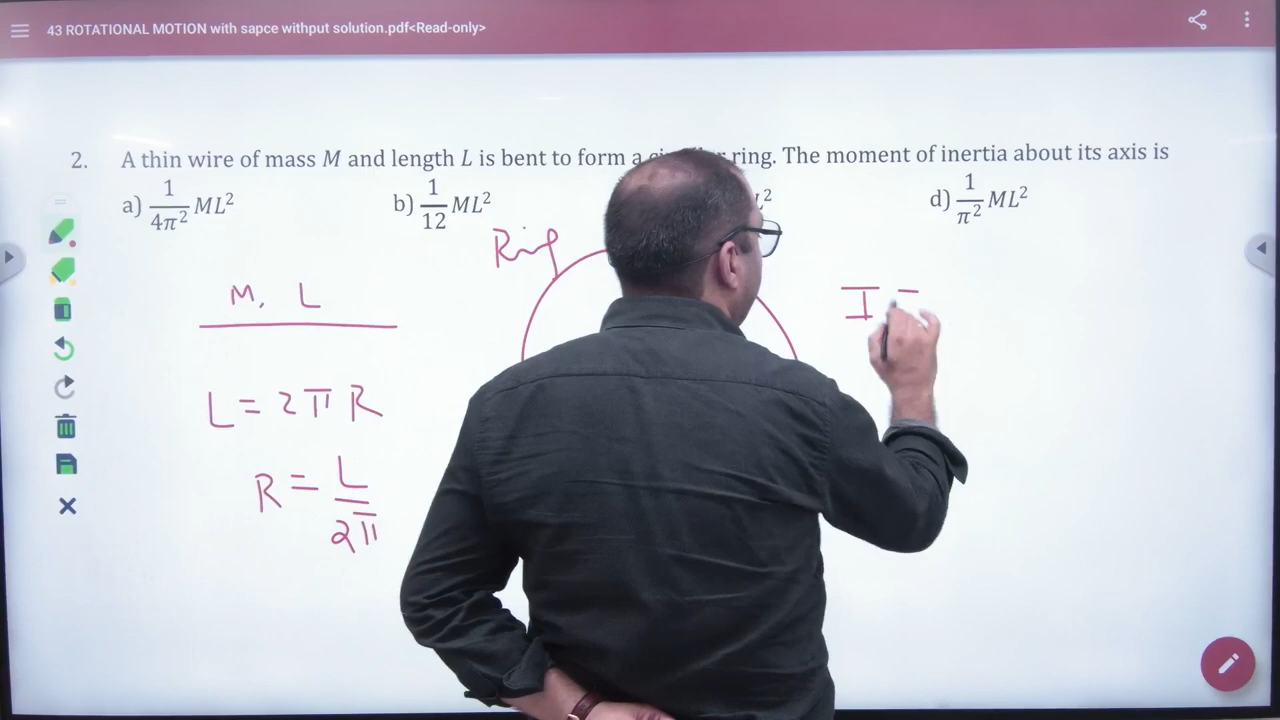 43 ROTATIONAL MOTION with sapce withput solution.pdf<Read-only>
2. A thin wire of mass M and length L is bent to form a ring. The moment of inertia about its axis is
a) 1/4π² ML² b) 1/12 ML² L² d) 1/π² ML²
Ring
M, L
I =
L = 2π R
R = L/2π